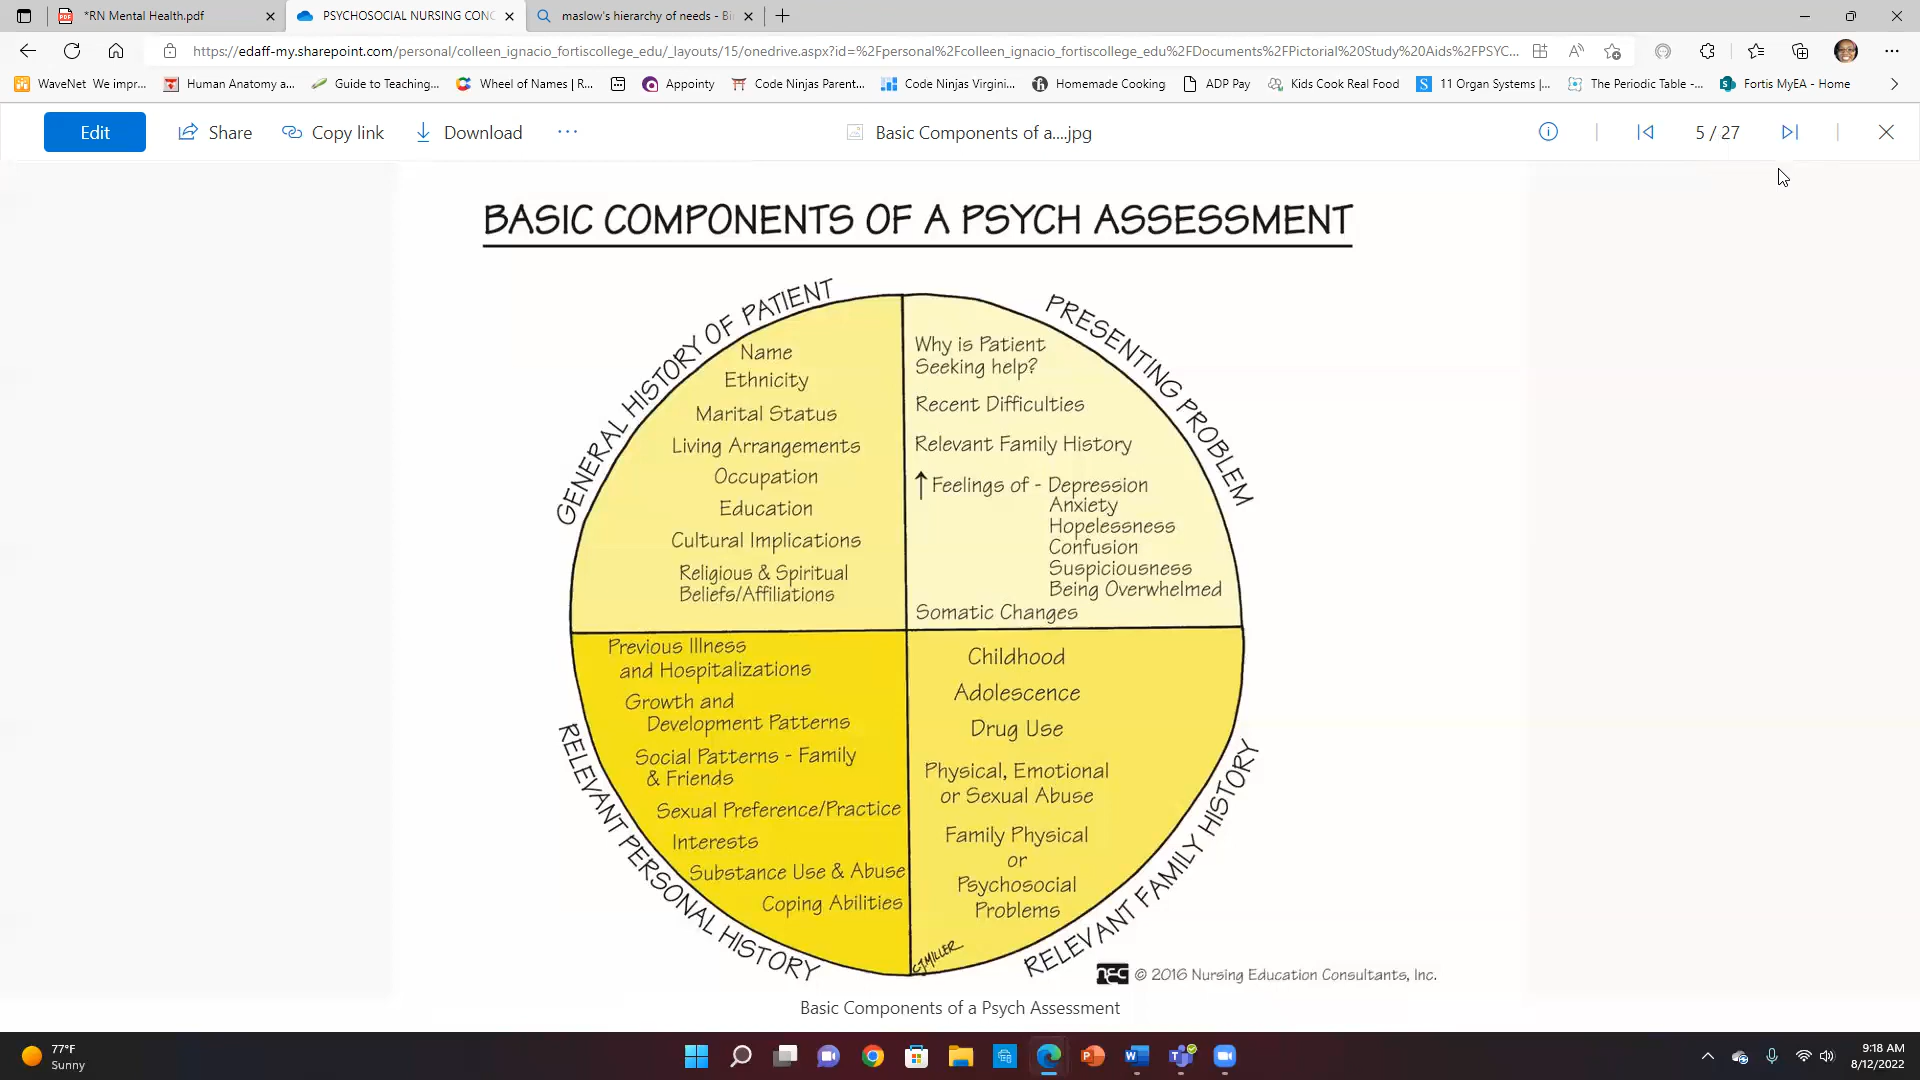 *RN Mental Health.pdf
PSYCHOSOCIAL NURSING CONC
maslow's hierarchy of needs - Bi
https://edaff-my.sharepoint.com/personal/colleen_ignacio_fortiscollege_edu/_layouts/15/onedrive.aspx?id=%2Fpersonal%2Fcolleen_ignacio_fortiscollege_edu%2FDocuments%2FPictorial%20Study%20Aids%2FPSYC...
WaveNet We impr...
Human Anatomy a...
Guide to Teaching...
Wheel of Names | R...
Appointy
Code Ninjas Parent...
Code Ninjas Virgini...
Homemade Cooking
ADP Pay
Kids Cook Real Food
11 Organ Systems |...
The Periodic Table -...
Fortis MyEA - Home
Edit
Share
Copy link
Download
Basic Components of a....jpg
5 / 27
BASIC COMPONENTS OF A PSYCH ASSESSMENT
GENERAL HISTORY OF PATIENT
Name
Ethnicity
Marital Status
Living Arrangements
Occupation
Education
Cultural Implications
Religious & Spiritual
Beliefs/Affiliations
PRESENTING PROBLEM
Why is Patient
Seeking help?
Recent Difficulties
Relevant Family History
↑ Feelings of - Depression
Anxiety
Hopelessness
Confusion
Suspiciousness
Being Overwhelmed
Somatic Changes
RELEVANT PERSONAL HISTORY
Previous Illness
and Hospitalizations
Growth and
Development Patterns
Social Patterns - Family
& Friends
Sexual Preference/Practice
Interests
Substance Use & Abuse
Coping Abilities
RELEVANT FAMILY HISTORY
Childhood
Adolescence
Drug Use
Physical, Emotional
or Sexual Abuse
Family Physical
or
Psychosocial
Problems
CJMILLER
nec © 2016 Nursing Education Consultants, Inc.
Basic Components of a Psych Assessment
77°F
Sunny
9:18 AM
8/12/2022